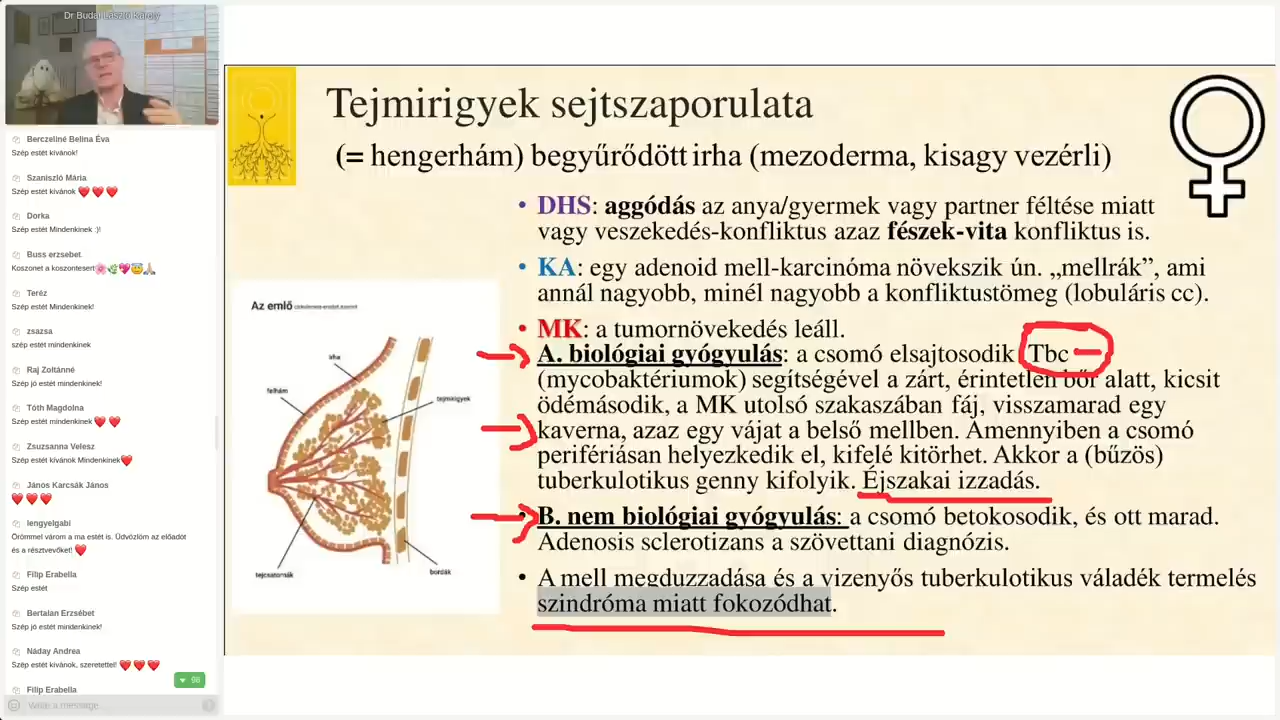 Dr Budai László Károly
Berczeliné Belina Éva
Szép estét kívánok!
Szaniszló Mária
Szép estét kívánok ❤️❤️❤️
Dorka
Szép estét Mindenkinek :)!
Buss erzsebet
Köszonet a koszontesert
Teréz
Szép estét Mindenkinek!
zsazsa
szép estét mindenkinek
Raj Zoltánné
Szép jó estét mindenkinek!
Tóth Magdolna
Szép estét mindenkinek ❤️❤️
Zsuzsanna Velesz
Szép estét kívánok Mindenkinek❤️
János Karcsák János
❤️❤️❤️
lengyelgabi
Örömmel várom a ma estét is. Üdvözlöm az előadót
és a résztvevőket! ❤️
Filip Erabella
Szép estét
Bertalan Erzsébet
Szép jó estét mindenkinek!
Náday Andrea
Szép estét kívánok, szeretettel! ❤️❤️❤️
98
Filip Erabella
Write a message...
Tejmirigyek sejtszaporulata
(= hengerhám) begyűrődött irha (mezoderma, kisagy vezérli)
• DHS: aggódás az anya/gyermek vagy partner féltése miatt
vagy veszekedés-konfliktus azaz fészek-vita konfliktus is.
• KA: egy adenoid mell-karcinóma növekszik ún. „mellrák”, ami
annál nagyobb, minél nagyobb a konfliktustömeg (lobuláris cc).
• MK: a tumornövekedés leáll.
A. biológiai gyógyulás: a csomó elsajtosodik Tbc
(mycobaktériumok) segítségével a zárt, érintetlen bőr alatt, kicsit
ödémásodik, a MK utolsó szakaszában fáj, visszamarad egy
kaverna, azaz egy vájat a belső mellben. Amennyiben a csomó
perifériásan helyezkedik el, kifelé kitörhet. Akkor a (bűzös)
tuberkulotikus genny kifolyik. Éjszakai izzadás.
• B. nem biológiai gyógyulás: a csomó betokosodik, és ott marad.
Adenosis sclerotizans a szövettani diagnózis.
• A mell megduzzadása és a vizenyős tuberkulotikus váladék termelés
szindróma miatt fokozódhat.
Az emlő
irha
felhám
tejmirigyek
tejcsatornák
bordák